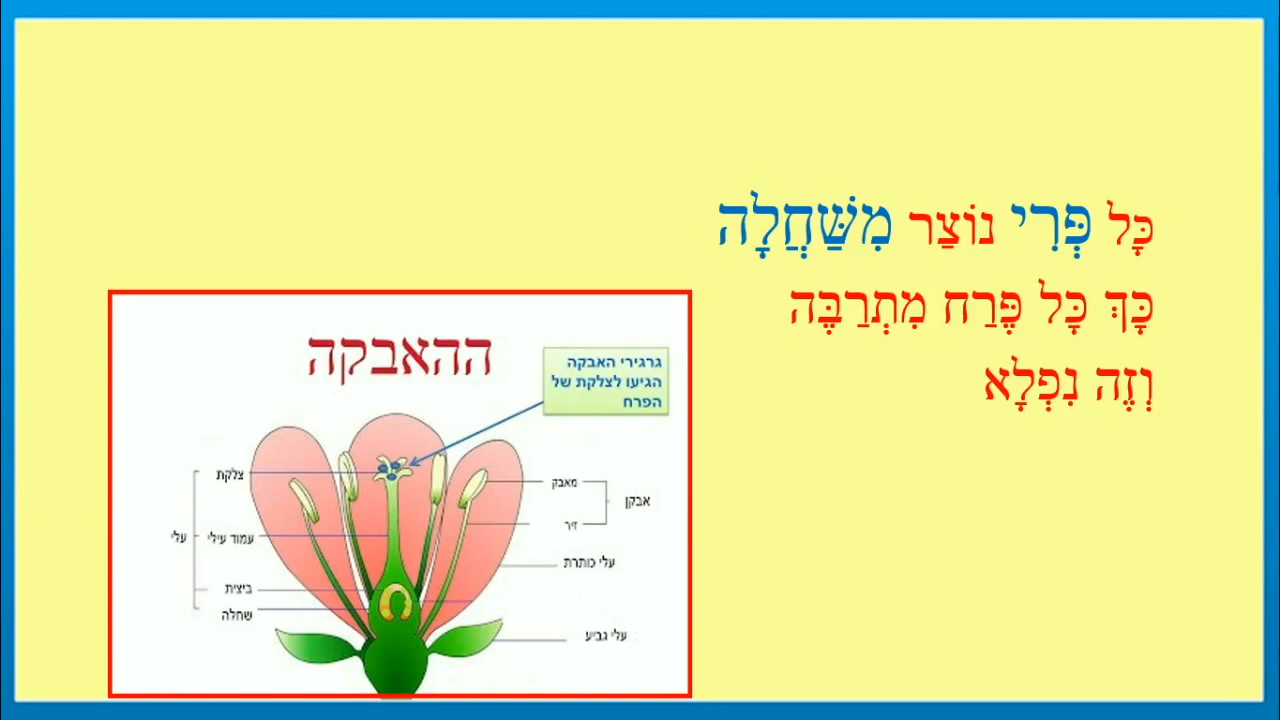 כָּל פְּרִי נוֹצַר מִשַּׁחֲלָה
כָּךְ כָּל פֶּרַח מִתְרַבֶּה
וְזֶה נִפְלָא
ההאבקה
גרגירי האבקה
הגיעו לצלקת של
הפרח
צלקת
עמוד עילי
עלי
ביצית
שחלה
מאבק
אבקן
זיר
עלי כותרת
עלי גביע